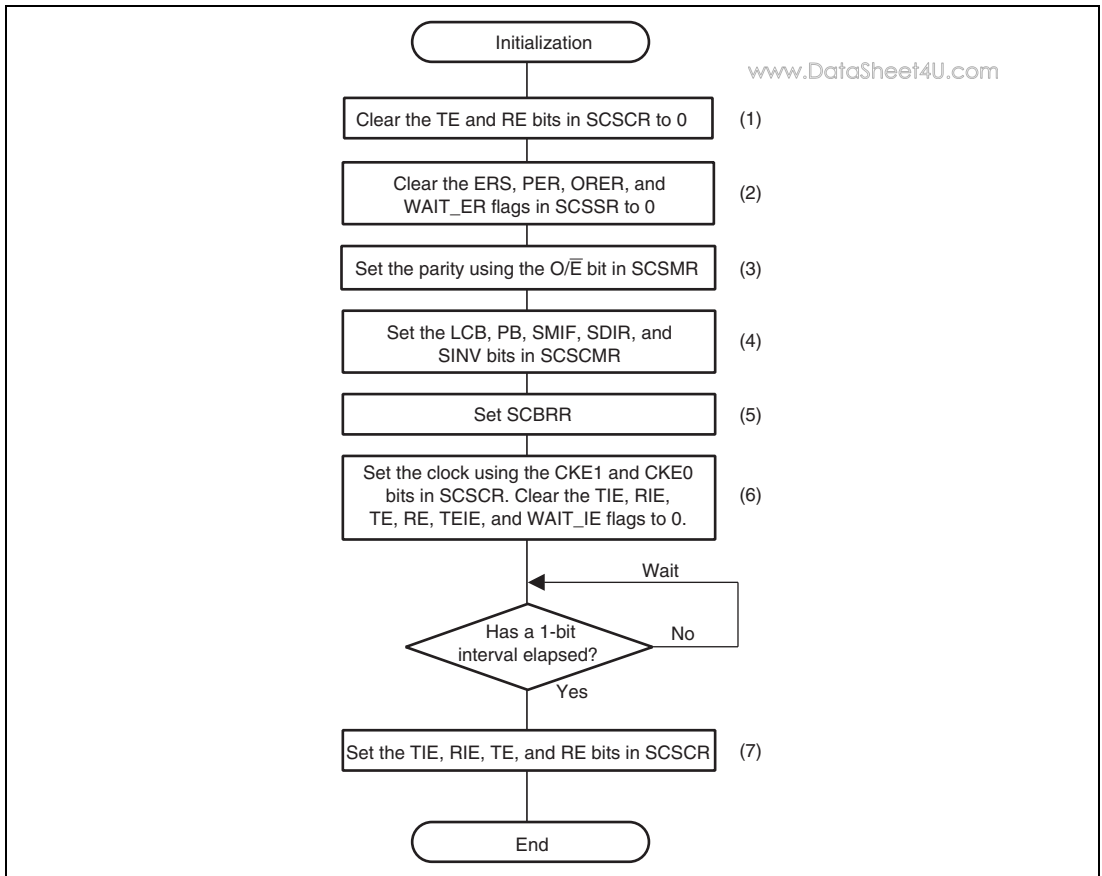 Initialization
www.DataSheet4U.com
Clear the TE and RE bits in SCSCR to 0
(1)
Clear the ERS, PER, ORER, and
WAIT_ER flags in SCSSR to 0
(2)
Set the parity using the O/E̅ bit in SCSMR
(3)
Set the LCB, PB, SMIF, SDIR, and
SINV bits in SCSCMR
(4)
Set SCBRR
(5)
Set the clock using the CKE1 and CKE0
bits in SCSCR. Clear the TIE, RIE,
TE, RE, TEIE, and WAIT_IE flags to 0.
(6)
Wait
Has a 1-bit
interval elapsed?
No
Yes
Set the TIE, RIE, TE, and RE bits in SCSCR
(7)
End